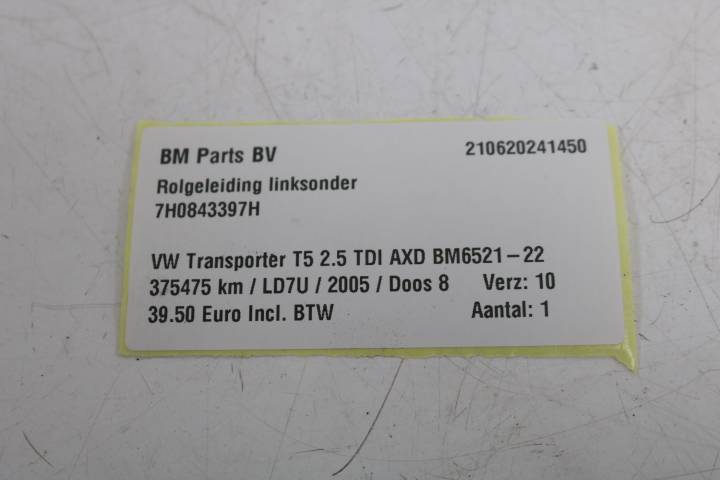 BM Parts BV 210620241450
Rolgeleiding linksonder
7H0843397H
VW Transporter T5 2.5 TDI AXD BM6521-22
375475 km / LD7U / 2005 / Doos 8 Verz: 10
39.50 Euro Incl. BTW Aantal: 1